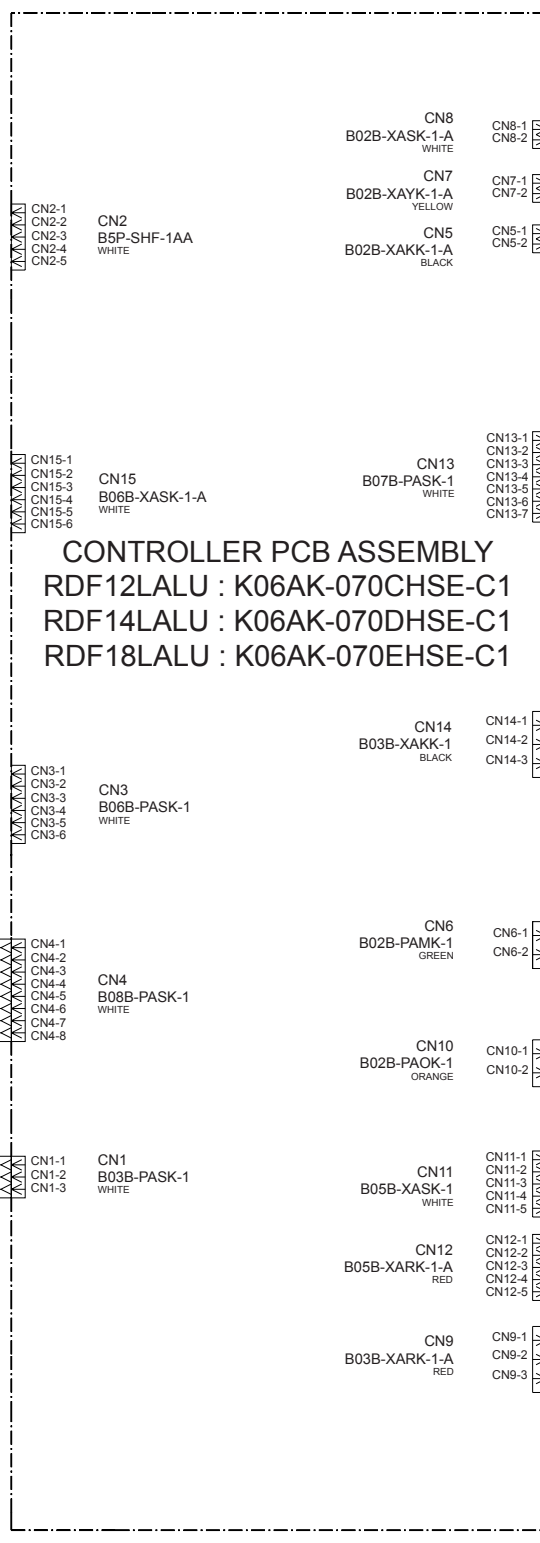 CN8
B02B-XASK-1-A
WHITE
CN8-1
CN8-2
CN7
B02B-XAYK-1-A
YELLOW
CN7-1
CN7-2
CN5
B02B-XAKK-1-A
BLACK
CN5-1
CN5-2
CN2-1
CN2-2
CN2-3
CN2-4
CN2-5
CN2
B5P-SHF-1AA
WHITE
CN15-1
CN15-2
CN15-3
CN15-4
CN15-5
CN15-6
CN15
B06B-XASK-1-A
WHITE
CN13
B07B-PASK-1
WHITE
CN13-1
CN13-2
CN13-3
CN13-4
CN13-5
CN13-6
CN13-7
CONTROLLER PCB ASSEMBLY
RDF12LALU : K06AK-070CHSE-C1
RDF14LALU : K06AK-070DHSE-C1
RDF18LALU : K06AK-070EHSE-C1
CN14
B03B-XAKK-1
BLACK
CN14-1
CN14-2
CN14-3
CN3-1
CN3-2
CN3-3
CN3-4
CN3-5
CN3-6
CN3
B06B-PASK-1
WHITE
CN6
B02B-PAMK-1
GREEN
CN6-1
CN6-2
CN4-1
CN4-2
CN4-3
CN4-4
CN4-5
CN4-6
CN4-7
CN4-8
CN4
B08B-PASK-1
WHITE
CN10
B02B-PAOK-1
ORANGE
CN10-1
CN10-2
CN1-1
CN1-2
CN1-3
CN1
B03B-PASK-1
WHITE
CN11
B05B-XASK-1
WHITE
CN11-1
CN11-2
CN11-3
CN11-4
CN11-5
CN12
B05B-XARK-1-A
RED
CN12-1
CN12-2
CN12-3
CN12-4
CN12-5
CN9
B03B-XARK-1-A
RED
CN9-1
CN9-2
CN9-3